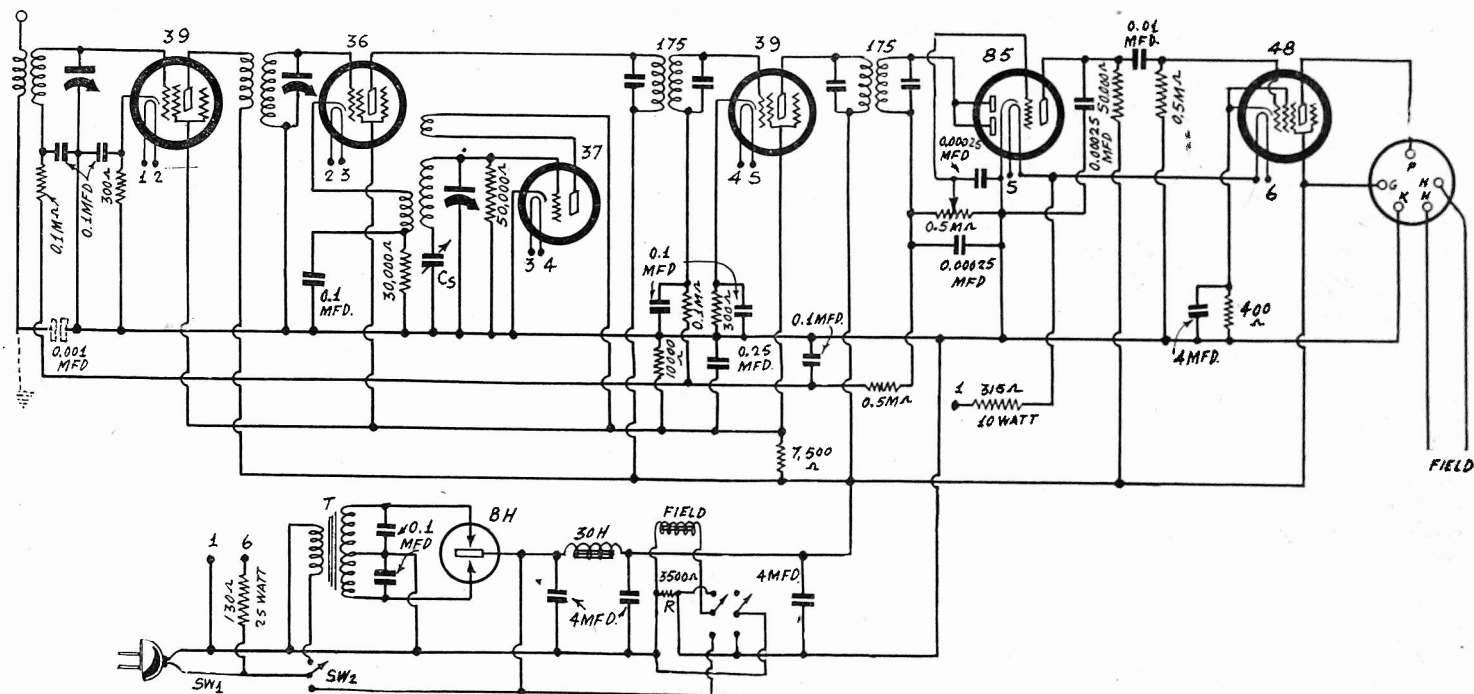 39
36
175
39
175
85
0.01
MFD.
48
1 2
0.1MΩ
0.1MFD
300Ω
2 3
37
50,000Ω
3 4
CS
30,000Ω
0.1
MFD.
4 5
0.1
MFD
0.1MΩ
300Ω
10000
Ω
0.25
MFD.
0.1MFD.
0.00025
MFD
5
0.5MΩ
0.00025
MFD
0.00025
MFD
50,000Ω
0.5MΩ
6
P
G
K
H
H
4MFD.
400
Ω
0.001
MFD
0.5MΩ
1
315Ω
10 WATT
7,500
Ω
FIELD
T
0.1
MFD
BH
30H
FIELD
1
6
130Ω
25 WATT
4MFD.
3500Ω
R
4MFD.
SW1
SW2